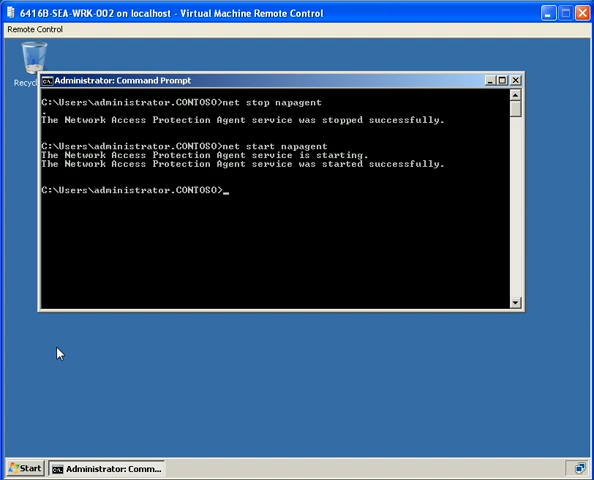 6416B-SEA-WRK-002 on localhost - Virtual Machine Remote Control
Remote Control
Administrator: Command Prompt
C:\Users\administrator.CONTOSO>net stop napagent
.
The Network Access Protection Agent service was stopped successfully.
C:\Users\administrator.CONTOSO>net start napagent
The Network Access Protection Agent service is starting.
The Network Access Protection Agent service was started successfully.
C:\Users\administrator.CONTOSO>_
Start
Administrator: Comm...